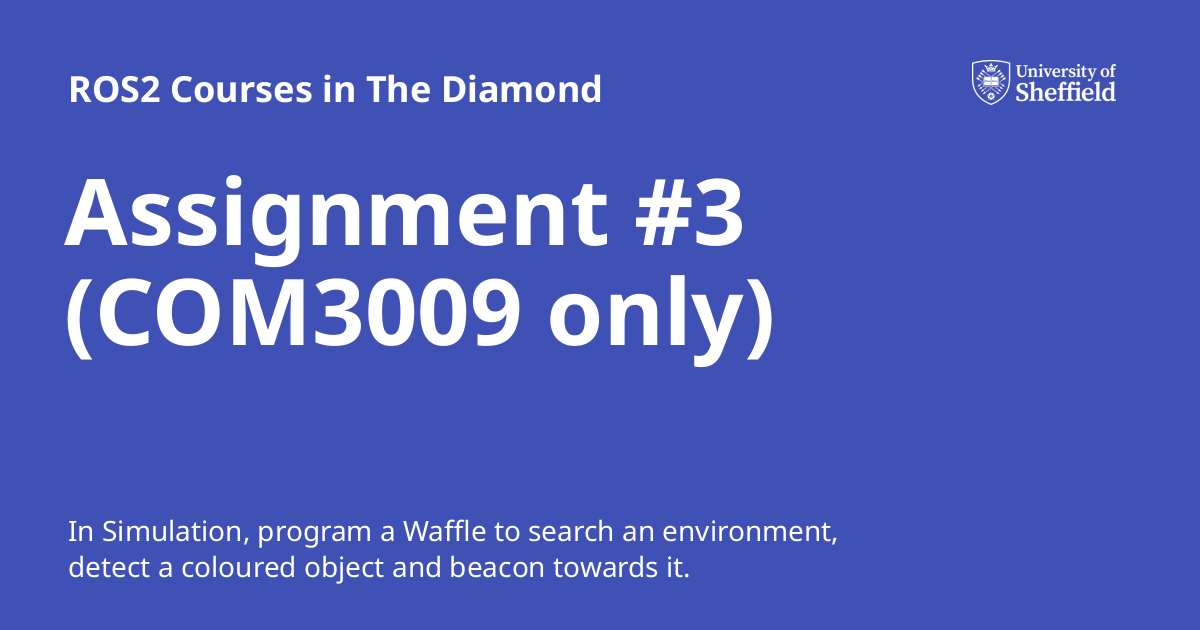 ROS2 Courses in The Diamond
University of
Sheffield
Assignment #3
(COM3009 only)
In Simulation, program a Waffle to search an environment,
detect a coloured object and beacon towards it.